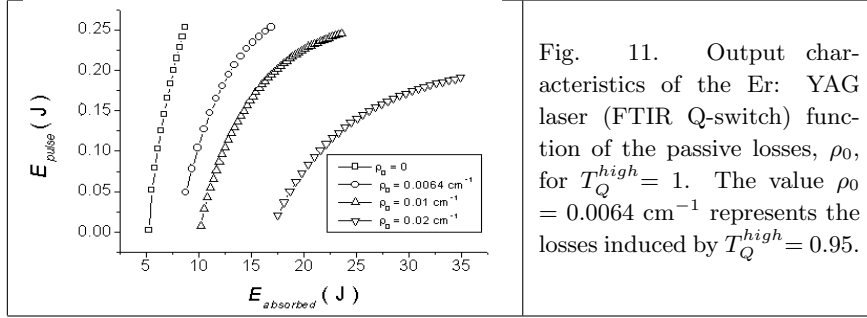 0.25
0.20
0.15
0.10
0.05
0.00
E_pulse ( J )
ρ₀ = 0
ρ₀ = 0.0064 cm⁻¹
ρ₀ = 0.01 cm⁻¹
ρ₀ = 0.02 cm⁻¹
5 10 15 20 25 30 35
E_absorbed ( J )
Fig. 11. Output char-
acteristics of the Er: YAG
laser (FTIR Q-switch) func-
tion of the passive losses, ρ₀,
for T_Q^high = 1. The value ρ₀
= 0.0064 cm⁻¹ represents the
losses induced by T_Q^high = 0.95.